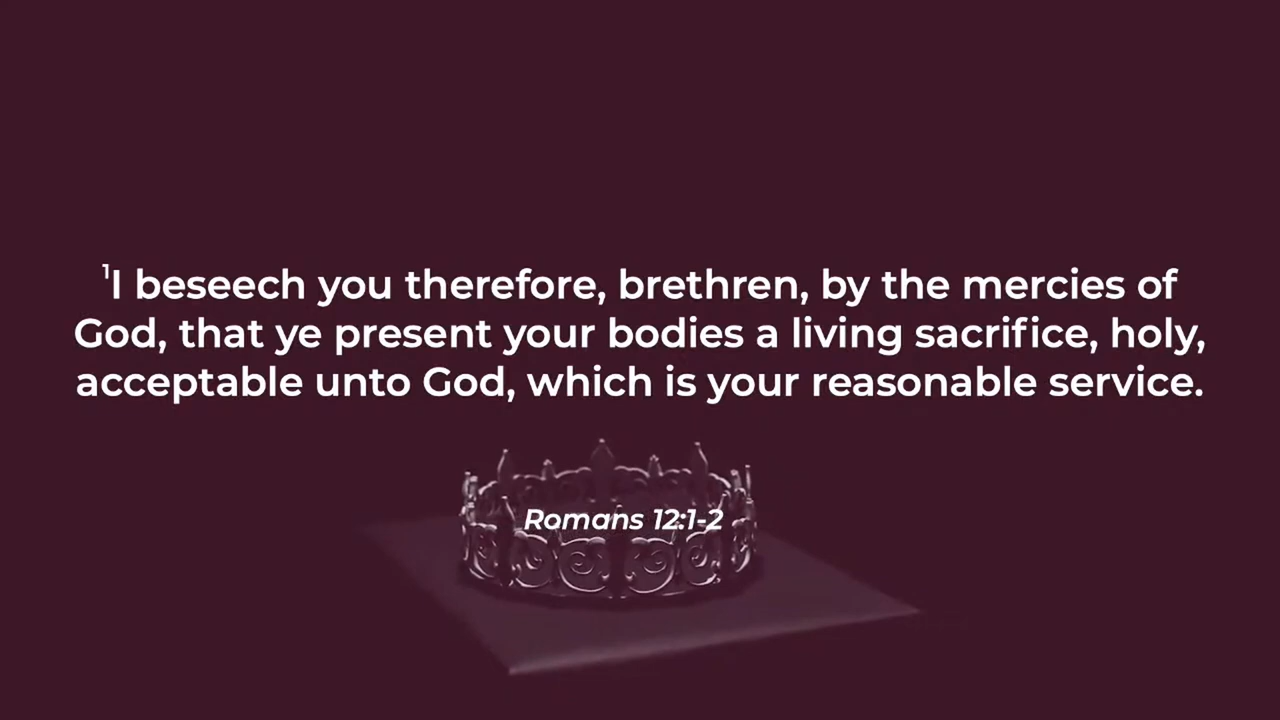 ¹I beseech you therefore, brethren, by the mercies of
God, that ye present your bodies a living sacrifice, holy,
acceptable unto God, which is your reasonable service.
Romans 12:1-2